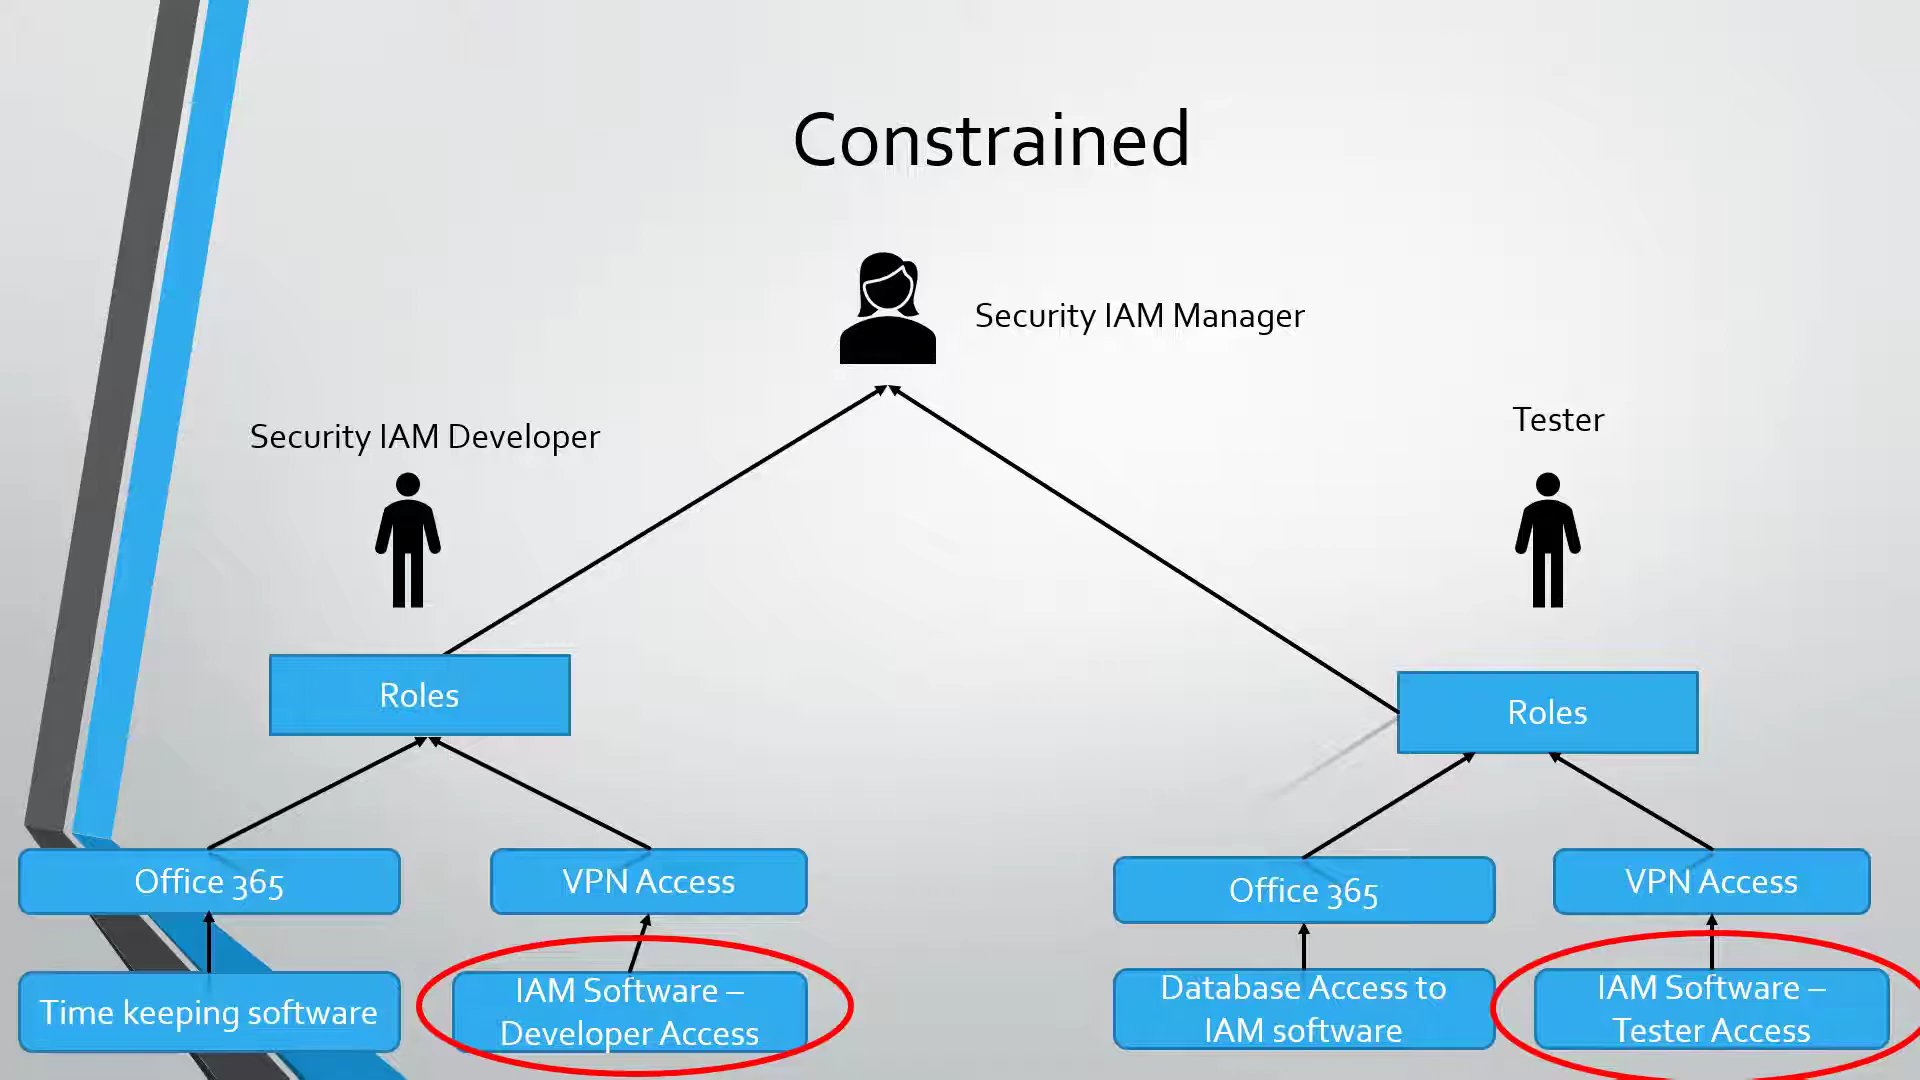 Constrained
Security IAM Manager
Security IAM Developer
Tester
Roles
Roles
Office 365
VPN Access
Office 365
VPN Access
Time keeping software
IAM Software –
Developer Access
Database Access to
IAM software
IAM Software –
Tester Access